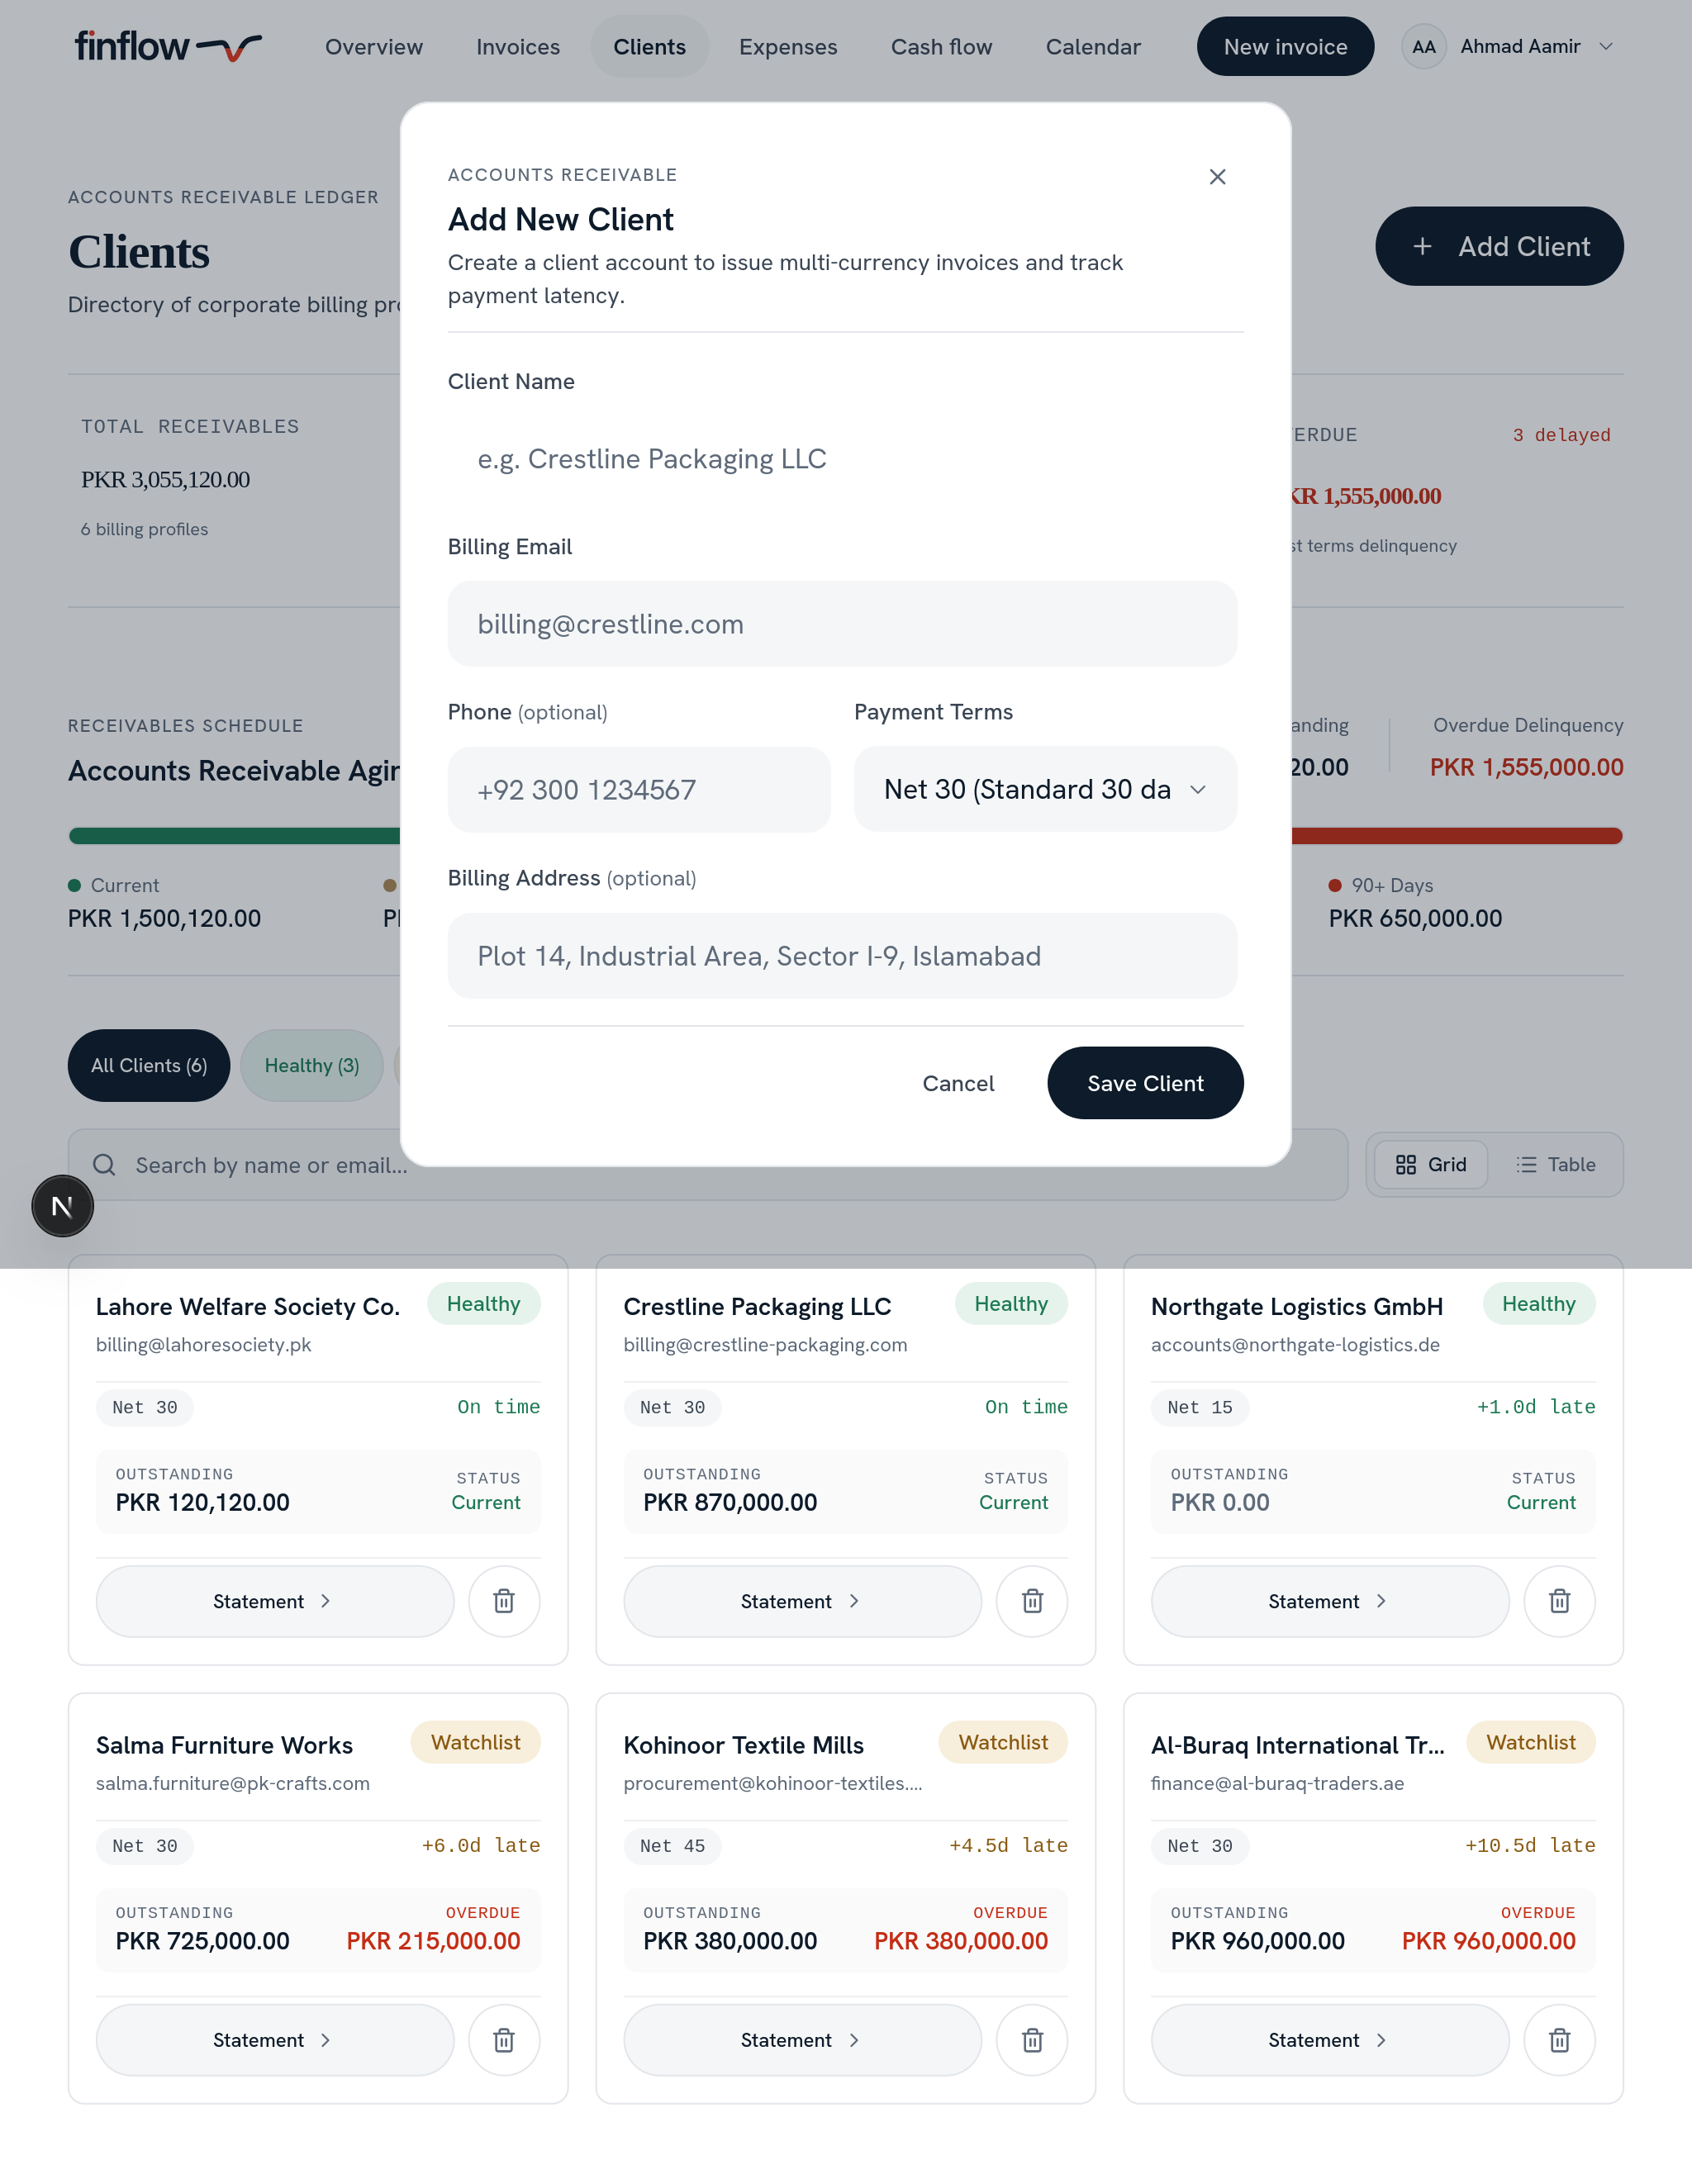 finflow
Overview
Invoices
Clients
Expenses
Cash flow
Calendar
New invoice
AA
Ahmad Aamir
ACCOUNTS RECEIVABLE LEDGER
Clients
Directory of corporate billing
Add Client
ACCOUNTS RECEIVABLE
Add New Client
Create a client account to issue multi-currency invoices and track
payment latency.
Client Name
e.g. Crestline Packaging LLC
Billing Email
billing@crestline.com
Phone (optional)
Payment Terms
+92 300 1234567
Net 30 (Standard 30 da
Billing Address (optional)
Plot 14, Industrial Area, Sector I-9, Islamabad
Cancel
Save Client
TOTAL RECEIVABLES
PKR 3,055,120.00
6 billing profiles
ERDUE
3 delayed
KR 1,555,000.00
st terms delinquency
RECEIVABLES SCHEDULE
Accounts Receivable Agin
anding
20.00
Overdue Delinquency
PKR 1,555,000.00
Current
PKR 1,500,120.00
90+ Days
PKR 650,000.00
All Clients (6)
Healthy (3)
Search by name or email...
Grid
Table
N
Lahore Welfare Society Co.
Healthy
billing@lahoresociety.pk
Net 30
On time
OUTSTANDING
STATUS
PKR 120,120.00
Current
Statement
Crestline Packaging LLC
Healthy
billing@crestline-packaging.com
Net 30
On time
OUTSTANDING
STATUS
PKR 870,000.00
Current
Statement
Northgate Logistics GmbH
Healthy
accounts@northgate-logistics.de
Net 15
+1.0d late
OUTSTANDING
STATUS
PKR 0.00
Current
Statement
Salma Furniture Works
Watchlist
salma.furniture@pk-crafts.com
Net 30
+6.0d late
OUTSTANDING
OVERDUE
PKR 725,000.00
PKR 215,000.00
Statement
Kohinoor Textile Mills
Watchlist
procurement@kohinoor-textiles....
Net 45
+4.5d late
OUTSTANDING
OVERDUE
PKR 380,000.00
PKR 380,000.00
Statement
Al-Buraq International Tr...
Watchlist
finance@al-buraq-traders.ae
Net 30
+10.5d late
OUTSTANDING
OVERDUE
PKR 960,000.00
PKR 960,000.00
Statement